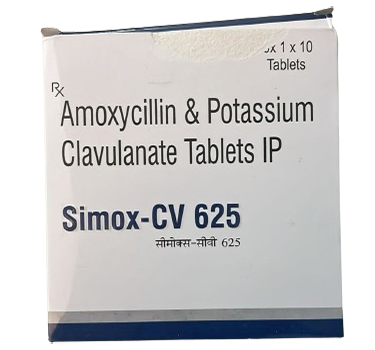 1 x 10
Tablets
Rx
Amoxycillin & Potassium
Clavulanate Tablets IP
Simox-CV 625
सीमोक्स-सीवी 625